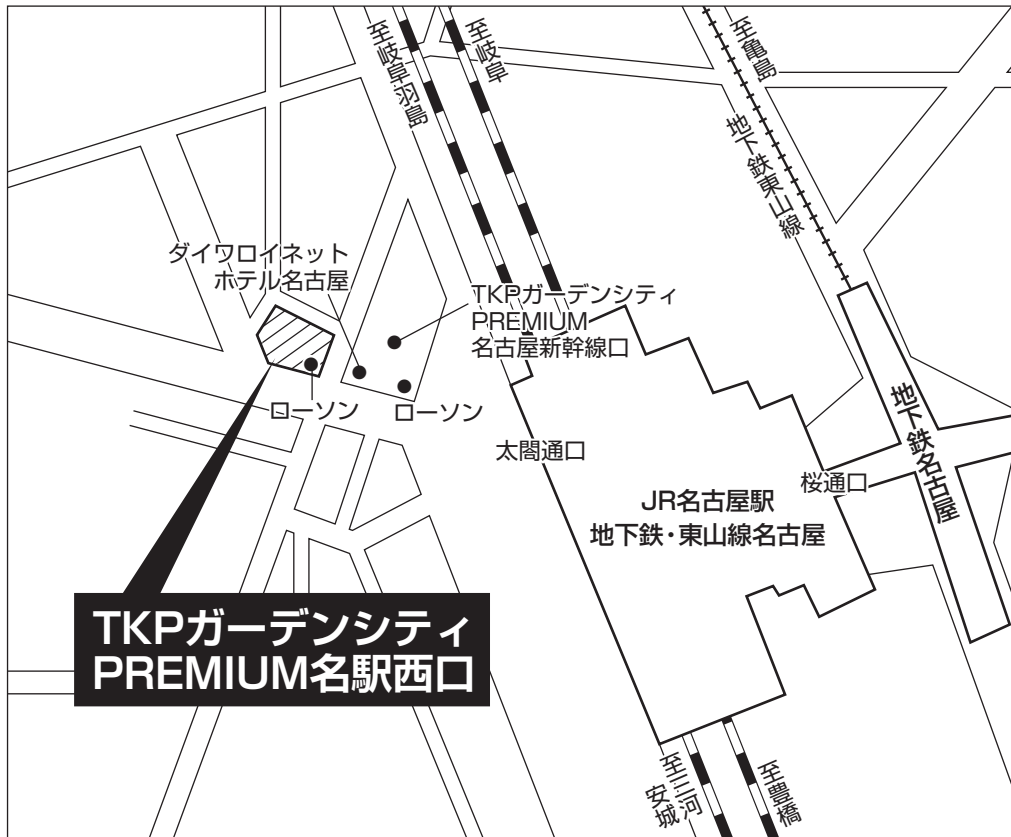 至岐阜羽島
至岐阜
至亀島
地下鉄東山線
ダイワロイネット
ホテル名古屋
TKPガーデンシティ
PREMIUM
名古屋新幹線口
ローソン
ローソン
太閤通口
桜通口
地下鉄名古屋
JR名古屋駅
地下鉄・東山線名古屋
TKPガーデンシティ
PREMIUM名駅西口
至三河
安城
至豊橋